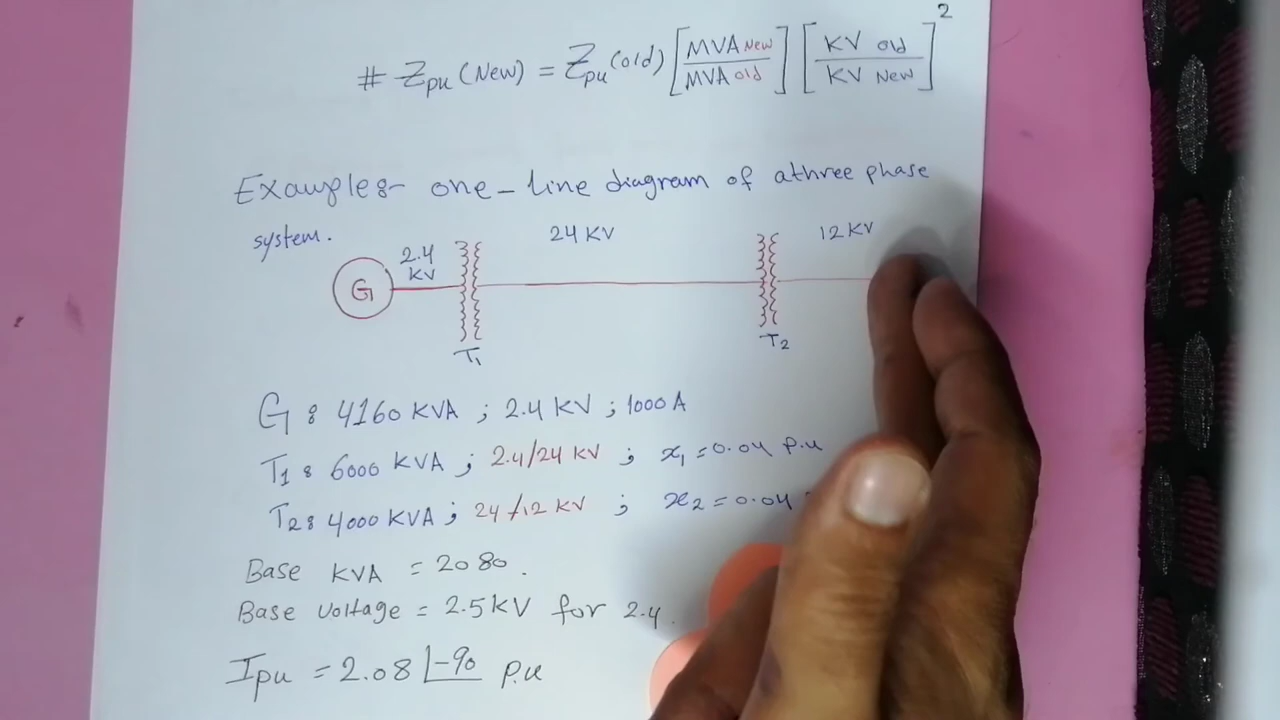 # Zpu (New) = Zpu (old) [MVA New / MVA old] [KV old / KV New]²
Example:- one-line diagram of a three phase
system.
2.4 KV
24 KV
12 KV
G
T1
T2
G : 4160 KVA ; 2.4 KV ; 1000 A
T1 : 6000 KVA ; 2.4/24 KV ; x1 = 0.04 p.u
T2 : 4000 KVA ; 24/12 KV ; x2 = 0.04
Base KVA = 2080.
Base voltage = 2.5KV for 2.4.
Ipu = 2.08 ∠-90 p.u